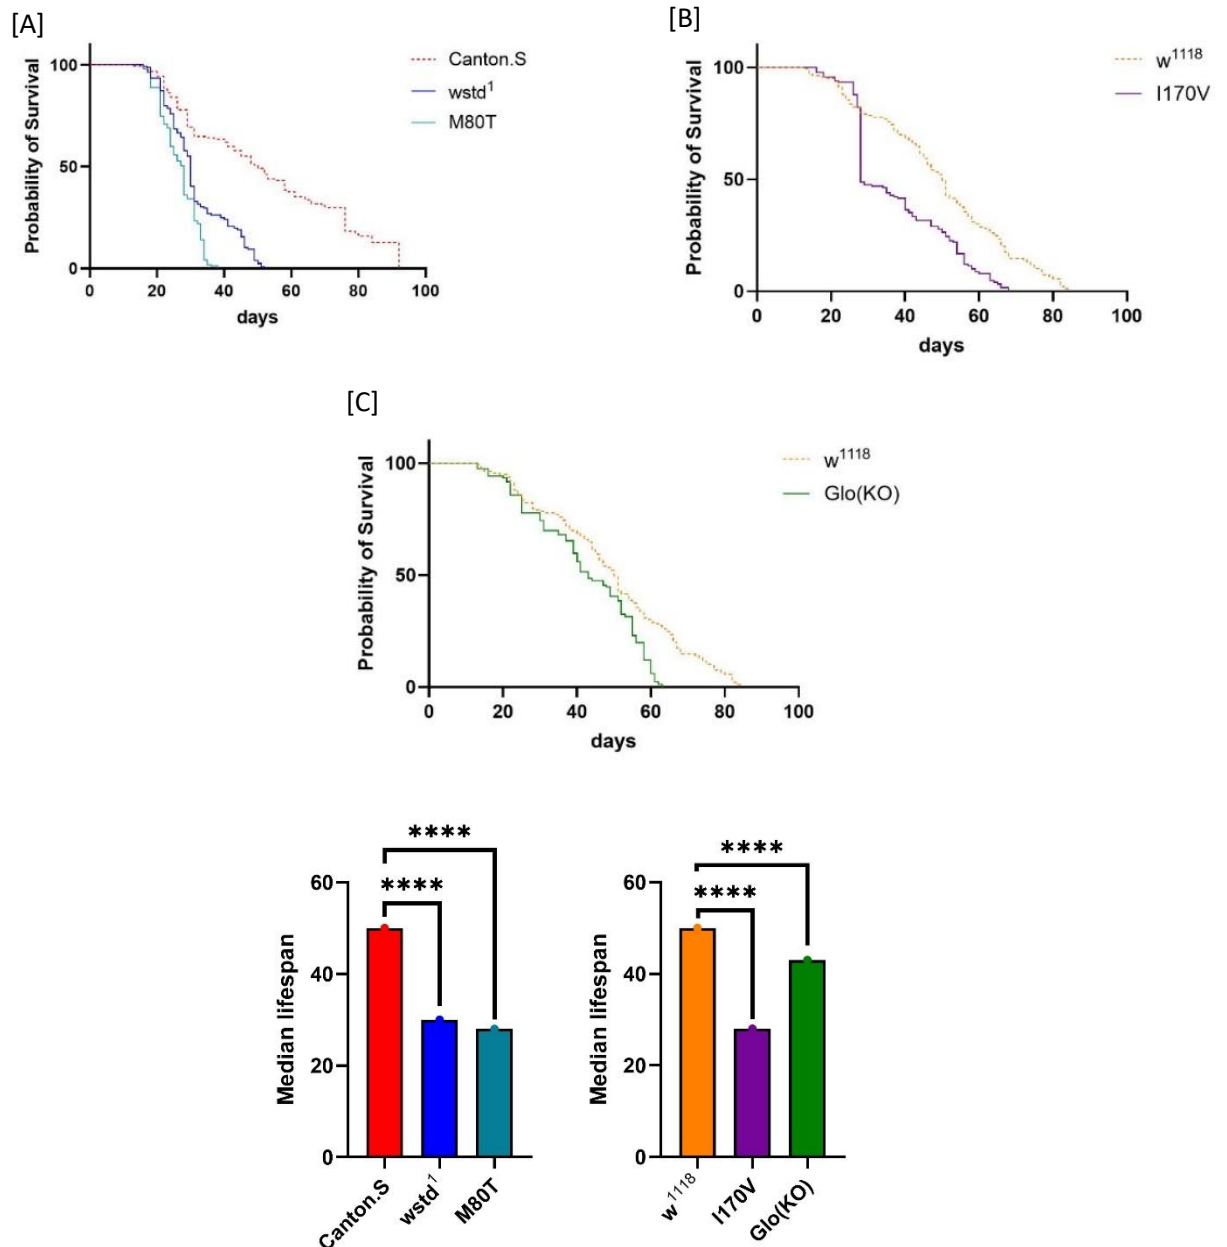 [A]
Probability of Survival
100
50
0
0 20 40 60 80 100
days
Canton.S
wstd¹
M80T
[B]
Probability of Survival
100
50
0
0 20 40 60 80 100
days
w¹¹¹⁸
I170V
[C]
Probability of Survival
100
50
0
0 20 40 60 80 100
days
w¹¹¹⁸
Glo(KO)
****
****
Median lifespan
60
40
20
0
Canton.S
wstd¹
M80T
****
****
Median lifespan
60
40
20
0
w¹¹¹⁸
I170V
Glo(KO)